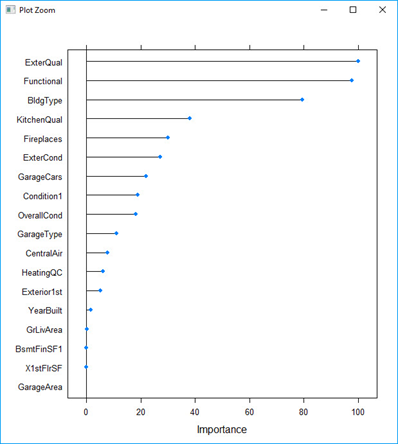 Plot Zoom
ExterQual
Functional
BldgType
KitchenQual
Fireplaces
ExterCond
GarageCars
Condition1
OverallCond
GarageType
CentralAir
HeatingQC
Exterior1st
YearBuilt
GrLivArea
BsmtFinSF1
X1stFlrSF
GarageArea
0 20 40 60 80 100
Importance